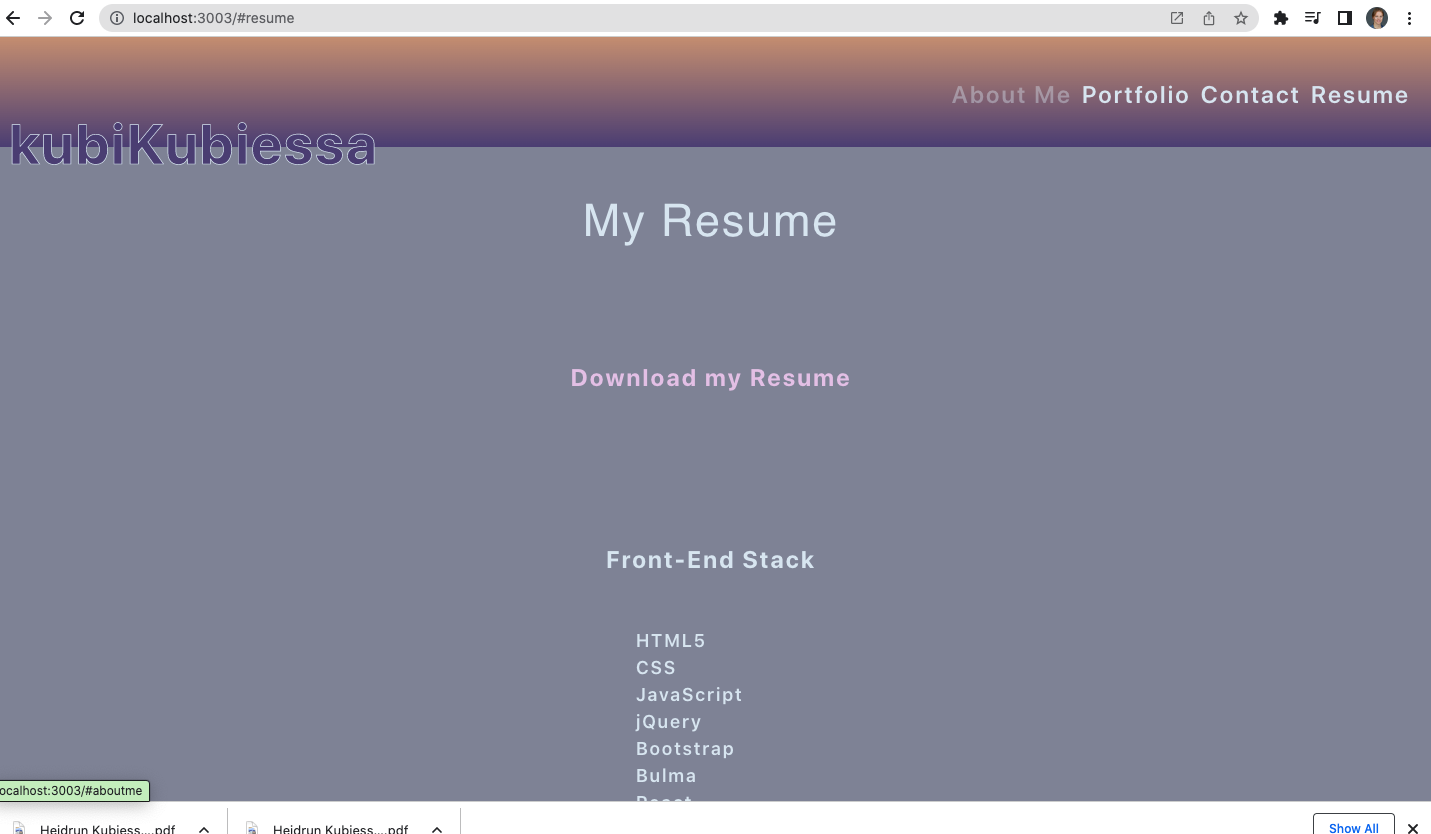 localhost:3003/#resume
About Me Portfolio Contact Resume
kubiKubiessa
My Resume
Download my Resume
Front-End Stack
HTML5
CSS
JavaScript
jQuery
Bootstrap
Bulma
React
ocalhost:3003/#aboutme
Heidrun Kubiess....pdf
Heidrun Kubiess....pdf
Show All